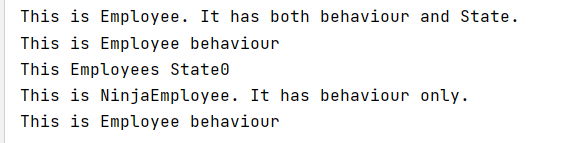 This is Employee. It has both behaviour and State.
This is Employee behaviour
This Employees State0
This is NinjaEmployee. It has behaviour only.
This is Employee behaviour